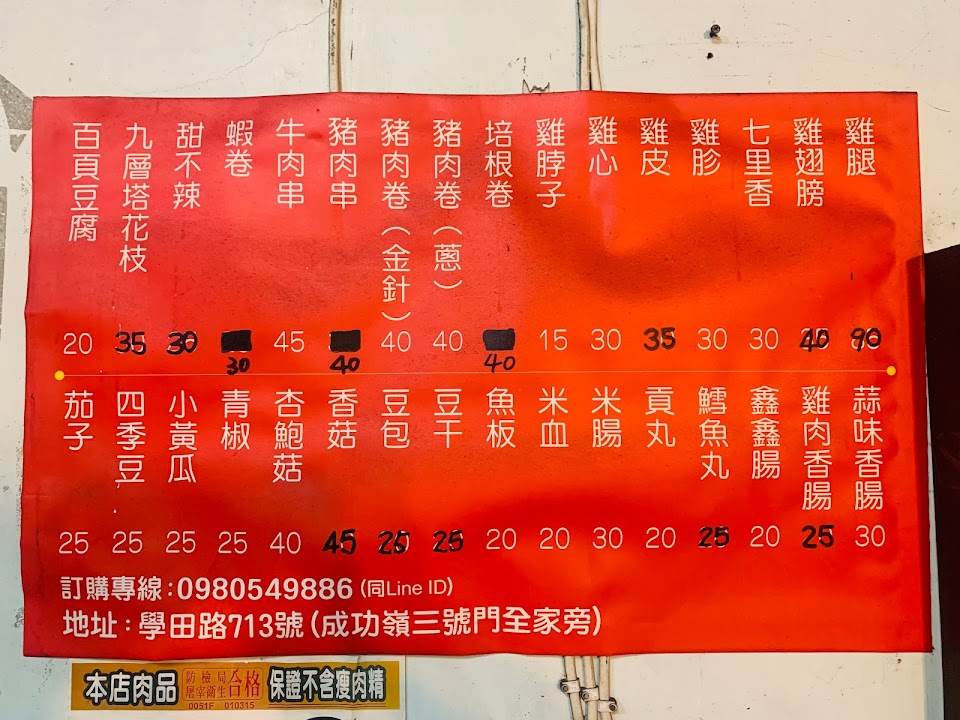 雞腿 90
雞翅膀 40
七里香 30
雞胗 30
雞皮 35
雞心 30
雞脖子 15
培根卷 40
豬肉卷（蔥） 40
豬肉卷（金針） 40
豬肉串 40
牛肉串 45
蝦卷 30
甜不辣 30
九層塔花枝 35
百頁豆腐 20
蒜味香腸 30
雞肉香腸 25
鑫鑫腸 20
鱈魚丸 25
貢丸 20
米腸 30
米血 20
魚板 20
豆干 25
豆包 25
香菇 45
杏鮑菇 40
青椒 25
小黃瓜 25
四季豆 25
茄子 25
訂購專線：0980549886 (同Line ID)
地址：學田路713號(成功嶺三號門全家旁)
本店肉品 防檢局屠宰衛生合格 保證不含瘦肉精
0051F 010315